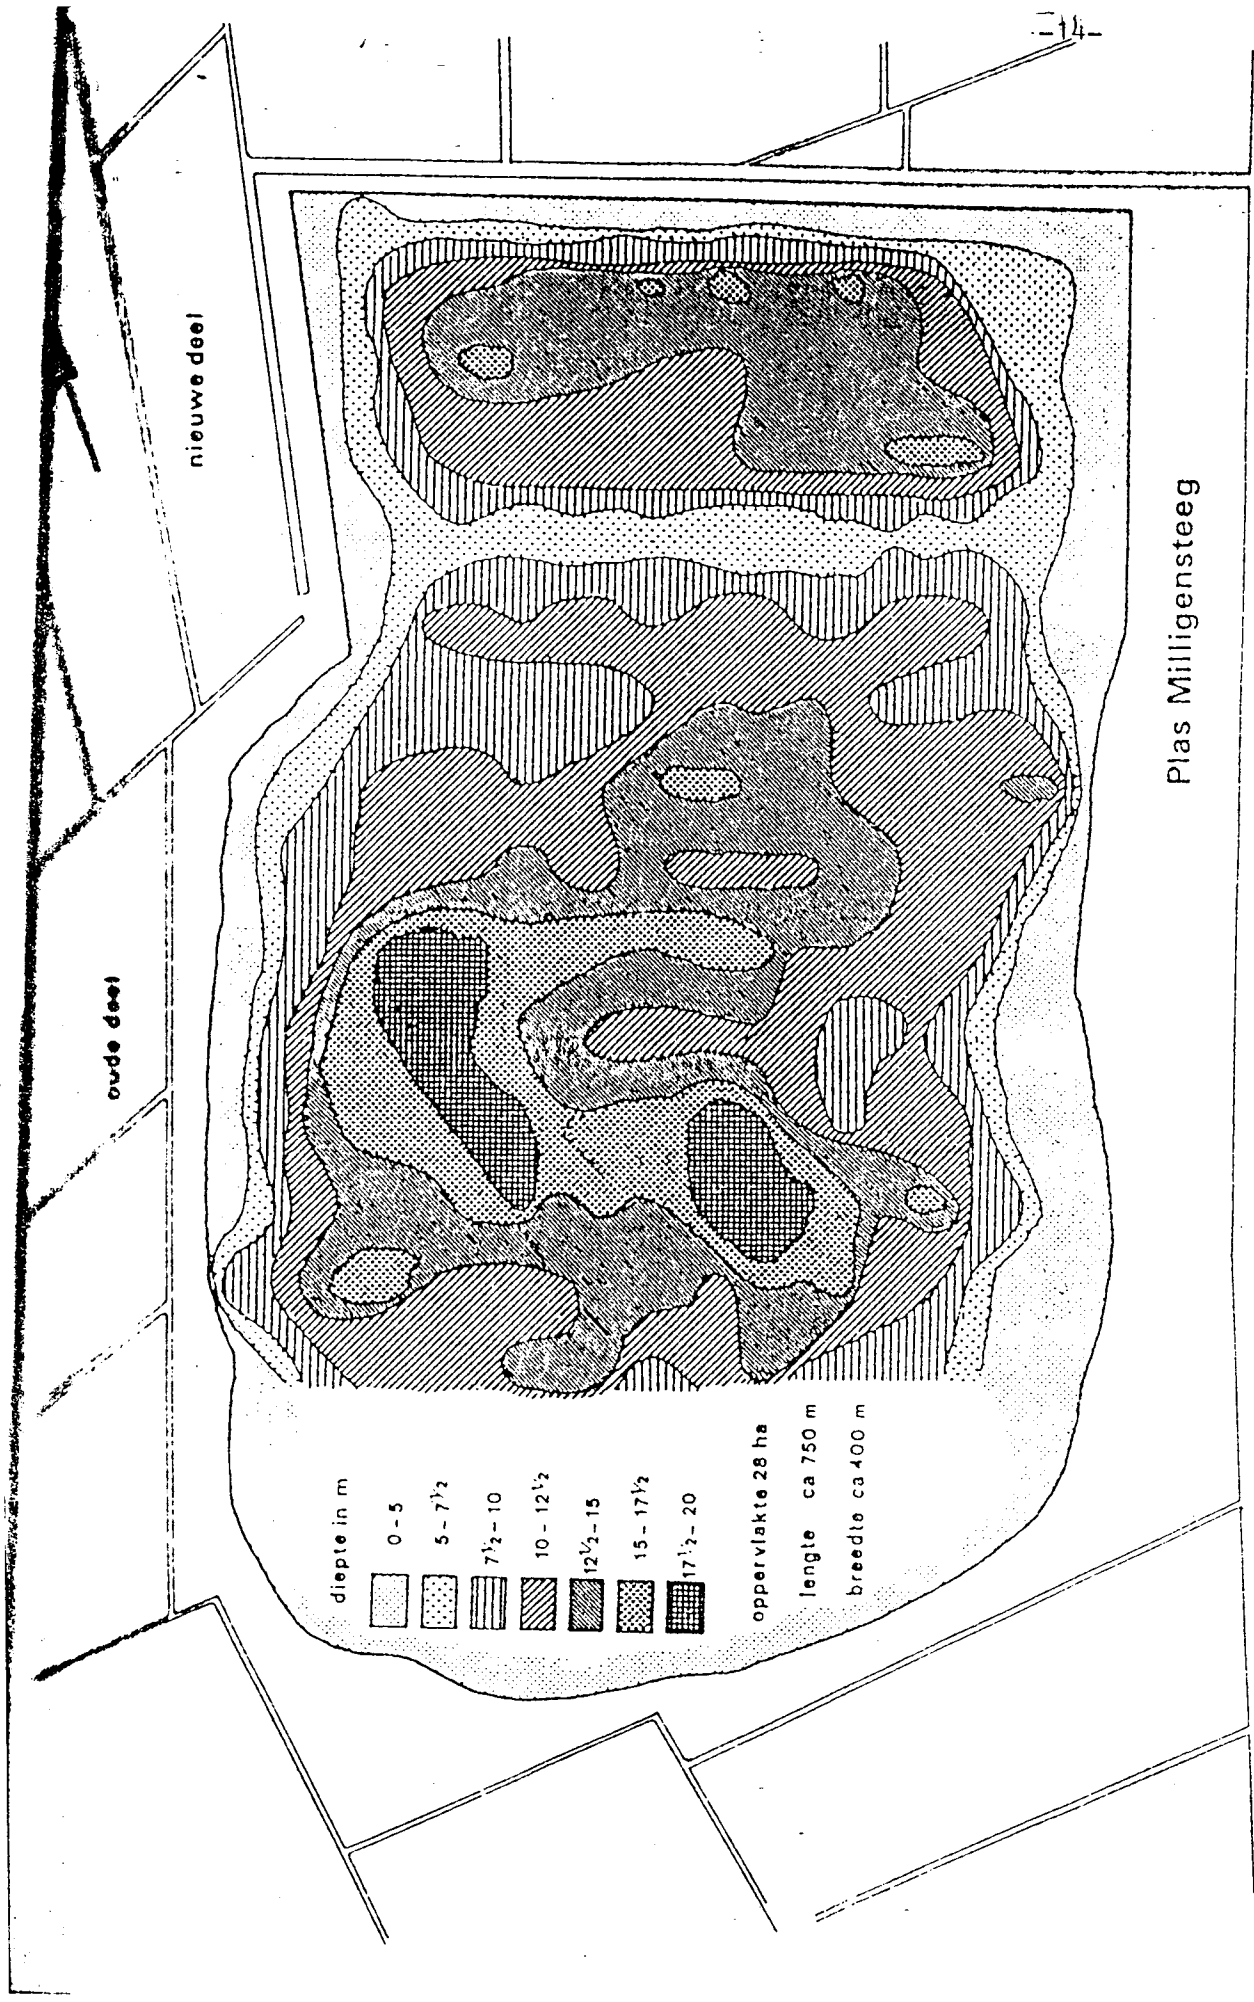 -14-
nieuwe deel
oude deel
diepte in m
0 - 5
5 - 7½
7½ - 10
10 - 12½
12½ - 15
15 - 17½
17½ - 20
oppervlakte 28 ha
lengte ca 750 m
breedte ca 400 m
Plas Milligensteeg